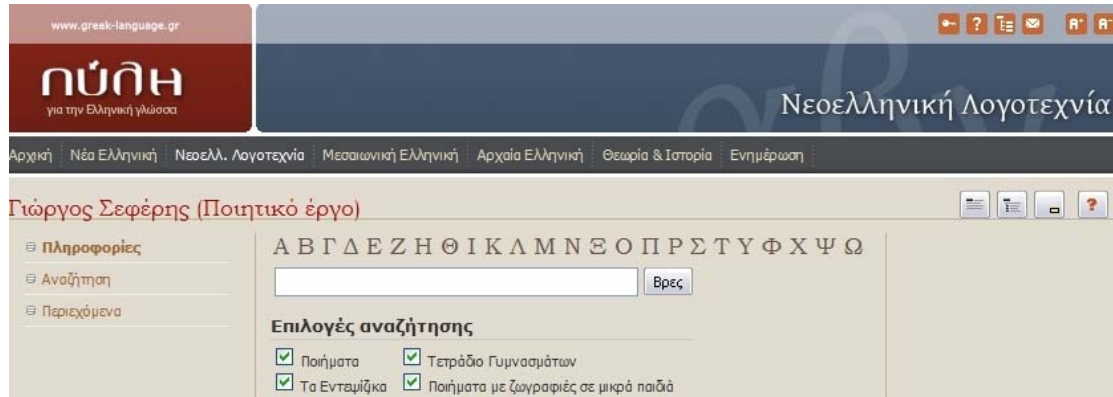 www.greek-language.gr
πύλη
για την Ελληνική γλώσσα
αβν
Νεοελληνική Λογοτεχνία
Αρχική Νέα Ελληνική Νεοελλ. Λογοτεχνία Μεσαιωνική Ελληνική Αρχαία Ελληνική Θεωρία & Ιστορία Ενημέρωση
Γιώργος Σεφέρης (Ποιητικό έργο)
Πληροφορίες
Αναζήτηση
Περιεχόμενα
Α Β Γ Δ Ε Ζ Η Θ Ι Κ Λ Μ Ν Ξ Ο Π Ρ Σ Τ Υ Φ Χ Ψ Ω
Βρες
Επιλογές αναζήτησης
Ποιήματα Τετράδιο Γυμνασμάτων
Τα Εντεψίζικα Ποιήματα με ζωγραφιές σε μικρά παιδιά